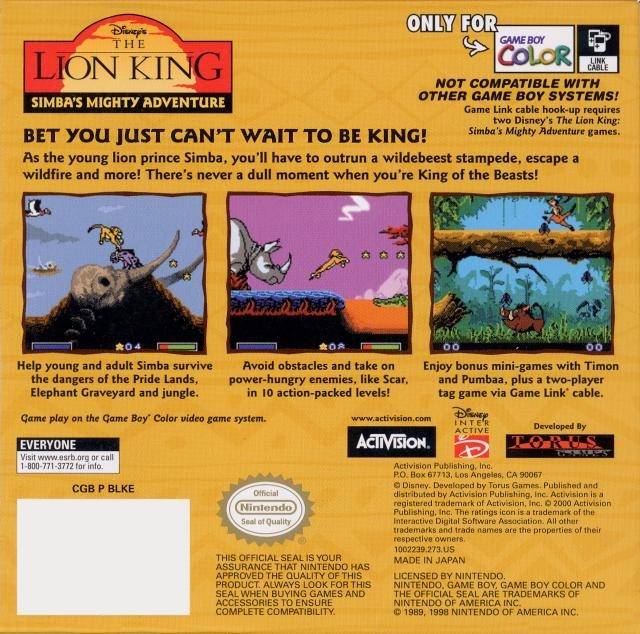 Disney's
THE
LION KING
SIMBA'S MIGHTY ADVENTURE
ONLY FOR
GAME BOY
COLOR
LINK
CABLE
NOT COMPATIBLE WITH
OTHER GAME BOY SYSTEMS!
Game Link cable hook-up requires
two Disney's The Lion King:
Simba's Mighty Adventure games.
BET YOU JUST CAN'T WAIT TO BE KING!
As the young lion prince Simba, you'll have to outrun a wildebeest stampede, escape a
wildfire and more! There's never a dull moment when you're King of the Beasts!
04
08
00
00
Help young and adult Simba survive
the dangers of the Pride Lands,
Elephant Graveyard and jungle.
Avoid obstacles and take on
power-hungry enemies, like Scar,
in 10 action-packed levels!
Enjoy bonus mini-games with Timon
and Pumbaa, plus a two-player
tag game via Game Link® cable.
Game play on the Game Boy® Color video game system.
EVERYONE
Visit www.esrb.org or call
1-800-771-3772 for info.
CGB P BLKE
Official
Nintendo
Seal of Quality
THIS OFFICIAL SEAL IS YOUR
ASSURANCE THAT NINTENDO HAS
APPROVED THE QUALITY OF THIS
PRODUCT. ALWAYS LOOK FOR THIS
SEAL WHEN BUYING GAMES AND
ACCESSORIES TO ENSURE
COMPLETE COMPATIBILITY.
www.activision.com
ACTIVISION.
Disney
INTER
ACTIVE
Developed By
TORUS
GAMES
Activision Publishing, Inc.
P.O. Box 67713, Los Angeles, CA 90067
© Disney. Developed by Torus Games. Published and
distributed by Activision Publishing, Inc. Activision is a
registered trademark of Activision, Inc. © 2000 Activision
Publishing, Inc. The ratings icon is a trademark of the
Interactive Digital Software Association. All other
trademarks and trade names are the properties of their
respective owners.
1002239.273.US
MADE IN JAPAN
LICENSED BY NINTENDO.
NINTENDO, GAME BOY, GAME BOY COLOR AND
THE OFFICIAL SEAL ARE TRADEMARKS OF
NINTENDO OF AMERICA INC.
© 1989, 1998 NINTENDO OF AMERICA INC.